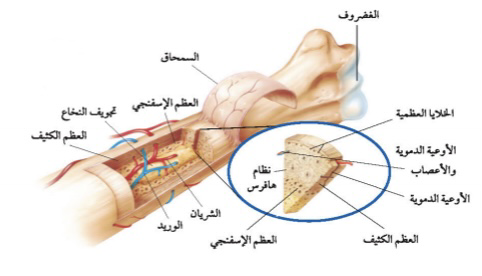 الغضروف
السمحاق
العظم الإسفنجي
تجويف النخاع
العظم الكثيف
الخلايا العظمية
الأوعية الدموية
والأعصاب
نظام
هاڤرس
الأوعية الدموية
الشريان
الوريد
العظم الإسفنجي
العظم الكثيف